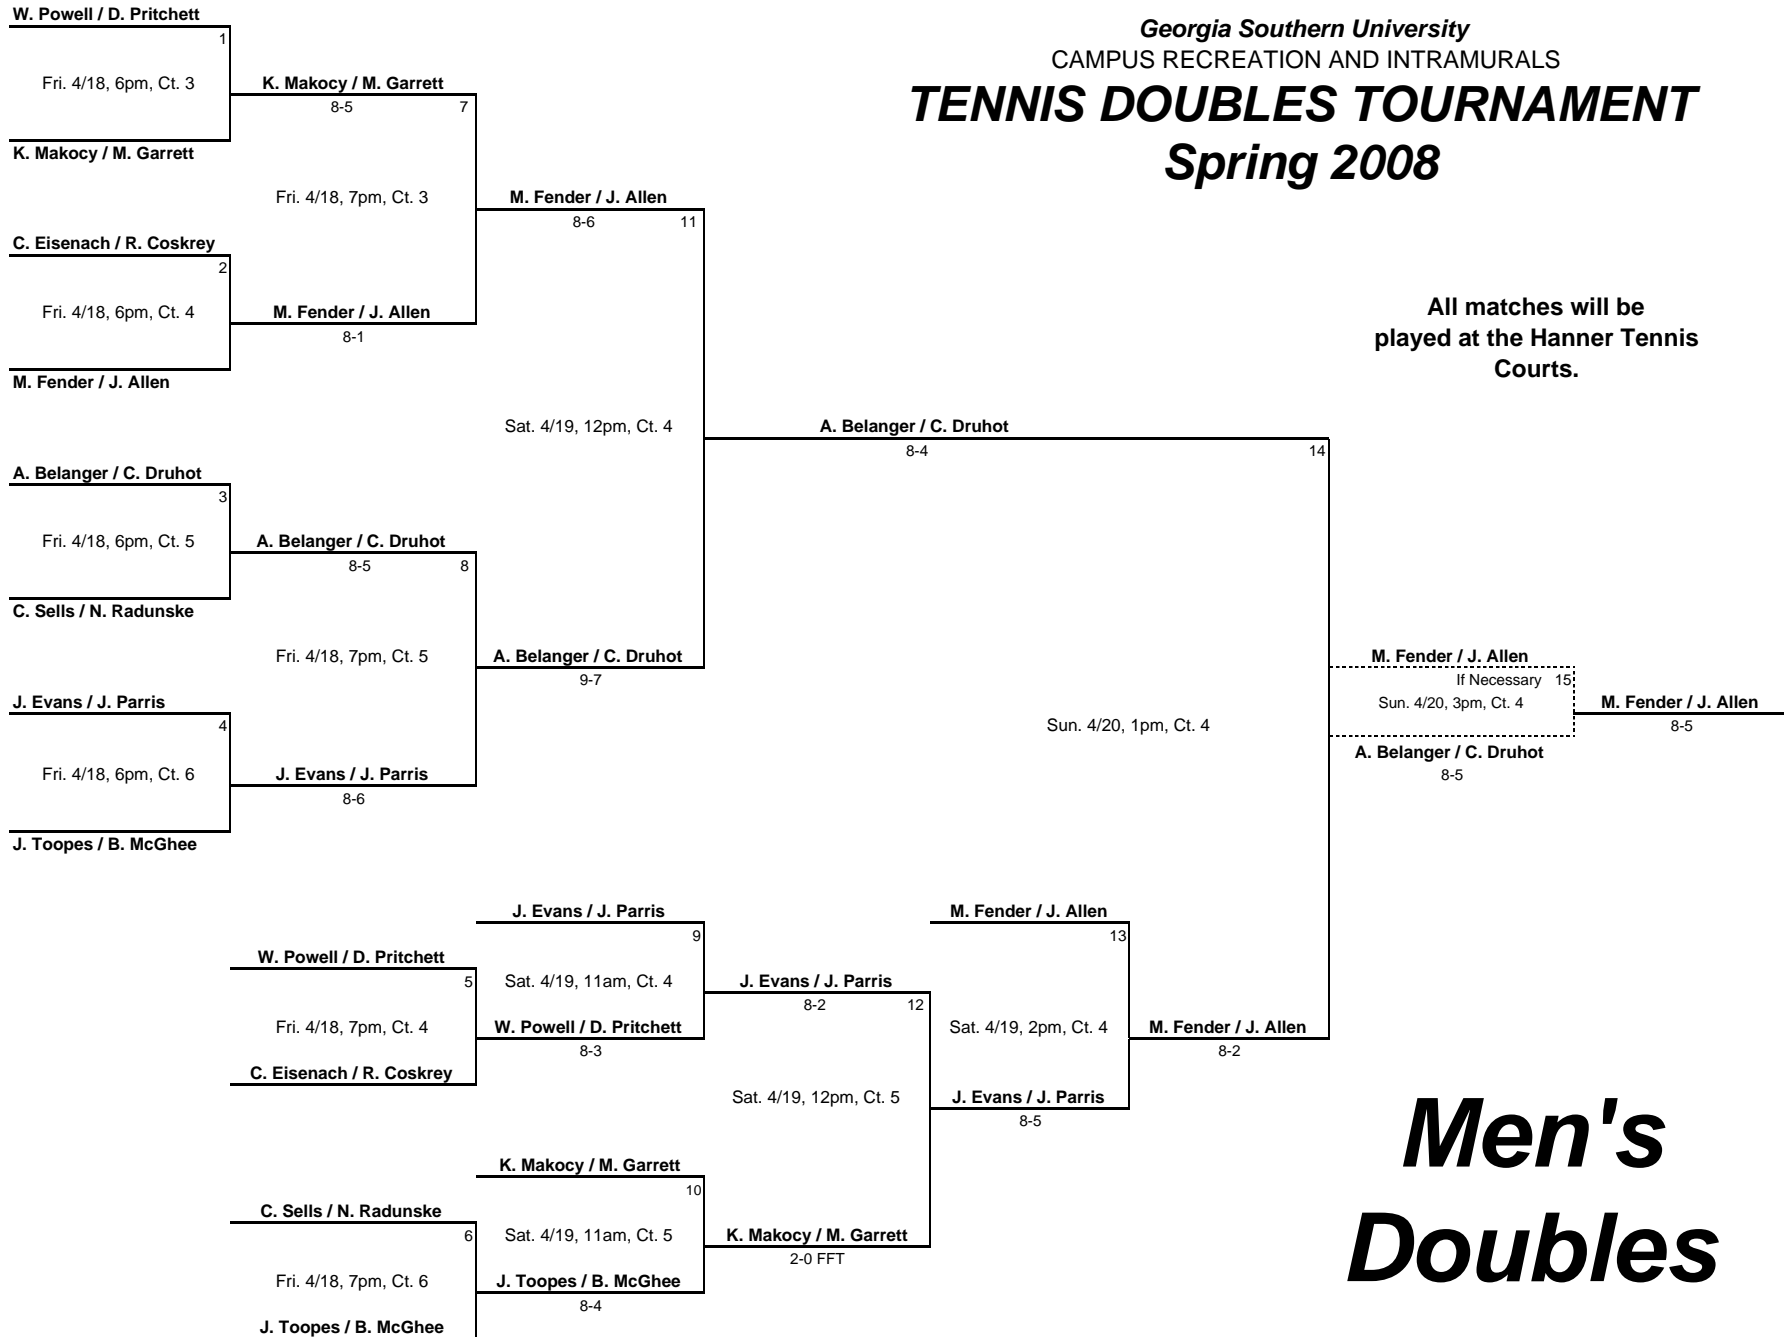 W. Powell / D. Pritchett
1
Fri. 4/18, 6pm, Ct. 3
K. Makocy / M. Garrett
8-5
7
K. Makocy / M. Garrett
Fri. 4/18, 7pm, Ct. 3
M. Fender / J. Allen
8-6
11
C. Eisenach / R. Coskrey
2
Fri. 4/18, 6pm, Ct. 4
M. Fender / J. Allen
8-1
M. Fender / J. Allen
Sat. 4/19, 12pm, Ct. 4
A. Belanger / C. Druhot
8-4
14
A. Belanger / C. Druhot
3
Fri. 4/18, 6pm, Ct. 5
A. Belanger / C. Druhot
8-5
8
C. Sells / N. Radunske
Fri. 4/18, 7pm, Ct. 5
A. Belanger / C. Druhot
9-7
J. Evans / J. Parris
4
Fri. 4/18, 6pm, Ct. 6
J. Evans / J. Parris
8-6
J. Toopes / B. McGhee
Georgia Southern University
CAMPUS RECREATION AND INTRAMURALS
TENNIS DOUBLES TOURNAMENT
Spring 2008
All matches will be
played at the Hanner Tennis
Courts.
Sun. 4/20, 1pm, Ct. 4
M. Fender / J. Allen
If Necessary 15
Sun. 4/20, 3pm, Ct. 4
M. Fender / J. Allen
8-5
A. Belanger / C. Druhot
8-5
J. Evans / J. Parris
9
W. Powell / D. Pritchett
5
Sat. 4/19, 11am, Ct. 4
Fri. 4/18, 7pm, Ct. 4
W. Powell / D. Pritchett
8-3
C. Eisenach / R. Coskrey
J. Evans / J. Parris
8-2
12
M. Fender / J. Allen
13
Sat. 4/19, 2pm, Ct. 4
M. Fender / J. Allen
8-2
Sat. 4/19, 12pm, Ct. 5
J. Evans / J. Parris
8-5
K. Makocy / M. Garrett
10
C. Sells / N. Radunske
6
Sat. 4/19, 11am, Ct. 5
K. Makocy / M. Garrett
2-0 FFT
Fri. 4/18, 7pm, Ct. 6
J. Toopes / B. McGhee
8-4
J. Toopes / B. McGhee
Men's
Doubles